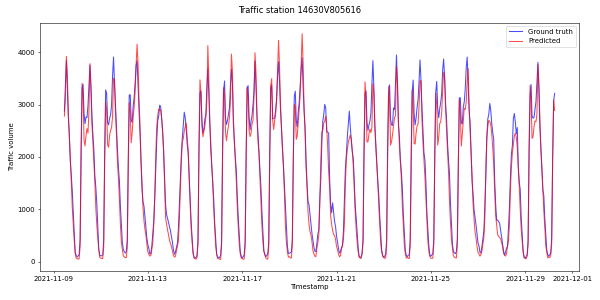 Traffic station 14630V805616
Ground truth
Predicted
Traffic volume
4000
3000
2000
1000
0
2021-11-09
2021-11-13
2021-11-17
2021-11-21
2021-11-25
2021-11-29
2021-12-01
Timestamp